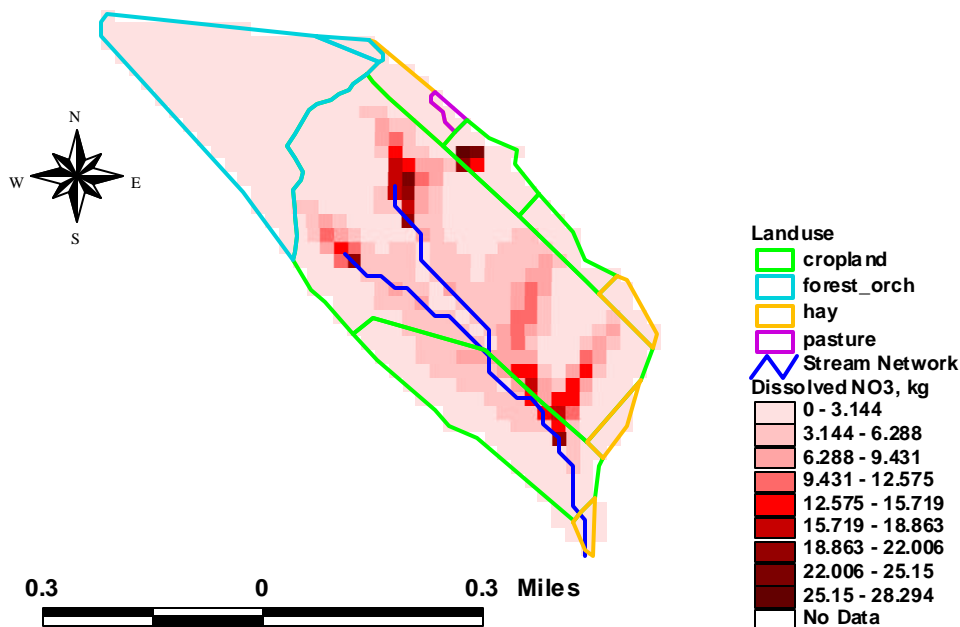 N
W E
S
Landuse
cropland
forest_orch
hay
pasture
Stream Network
Dissolved NO3, kg
0 - 3.144
3.144 - 6.288
6.288 - 9.431
9.431 - 12.575
12.575 - 15.719
15.719 - 18.863
18.863 - 22.006
22.006 - 25.15
25.15 - 28.294
No Data
0.3 0 0.3 Miles